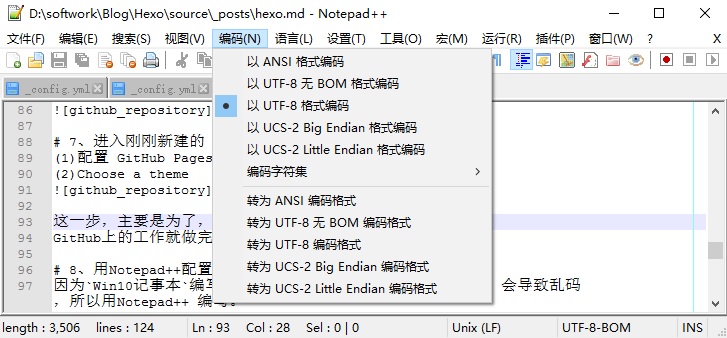 D:\softwork\Blog\Hexo\source\_posts\hexo.md - Notepad++
文件(F) 编辑(E) 搜索(S) 视图(V) 编码(N) 语言(L) 设置(T) 工具(O) 宏(M) 运行(R) 插件(P) 窗口(W) ? X
以 ANSI 格式编码
以 UTF-8 无 BOM 格式编码
以 UTF-8 格式编码
以 UCS-2 Big Endian 格式编码
以 UCS-2 Little Endian 格式编码
编码字符集
转为 ANSI 编码格式
转为 UTF-8 无 BOM 编码格式
转为 UTF-8 编码格式
转为 UCS-2 Big Endian 编码格式
转为 UCS-2 Little Endian 编码格式
_config.yml _config.yml
86 ![github_repository]
87
88 # 7、进入刚刚新建的
89 (1)配置 GitHub Pages
90 (2)Choose a theme
91 ![github_repository]
92
93 这一步，主要是为了，
94 GitHub上的工作就做完
95
96 # 8、用Notepad++配置
97 因为`Win10记事本`编写 会导致乱码
，所以用Notepad++ 编写。
length : 3,506 lines : 124 Ln : 93 Col : 28 Sel : 0 | 0 Unix (LF) UTF-8-BOM INS